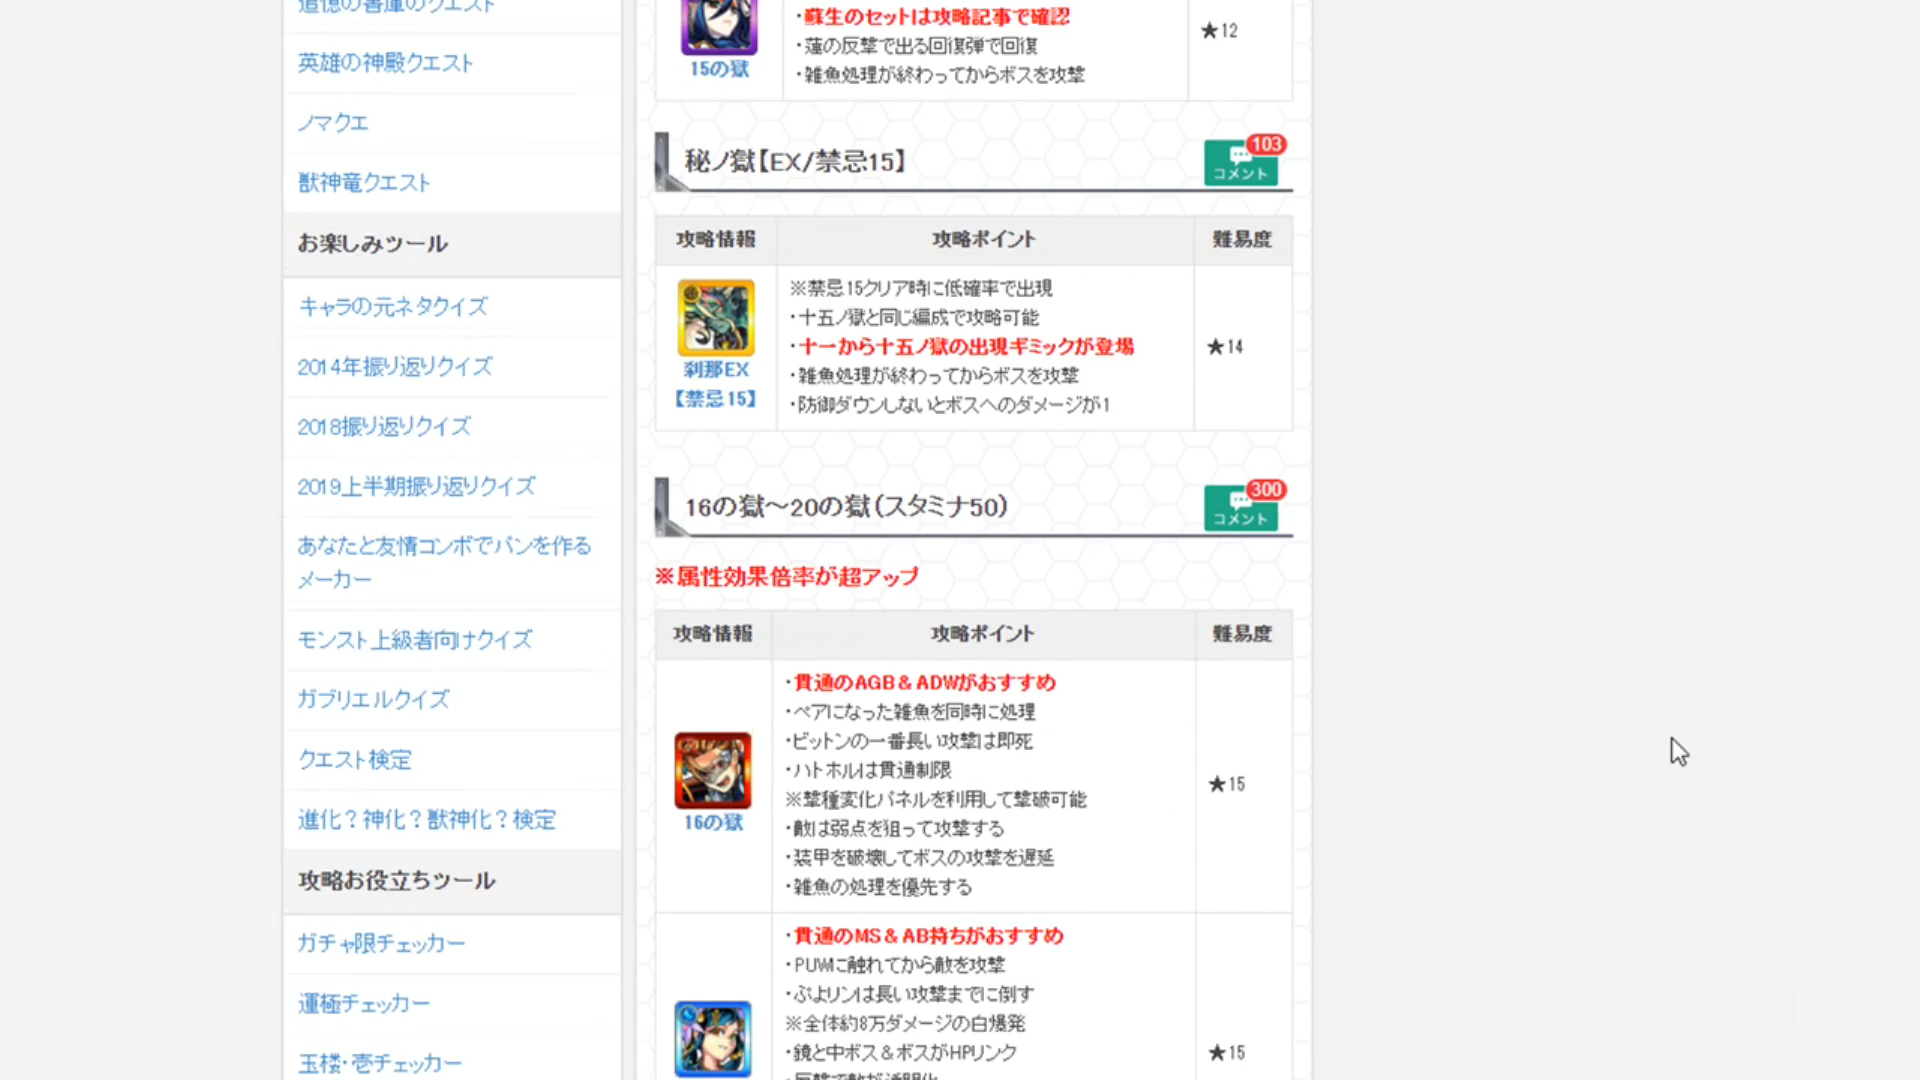 追憶の書庫のクエスト
英雄の神殿クエスト
ノマクエ
獣神竜クエスト
お楽しみツール
キャラの元ネタクイズ
2014年振り返りクイズ
2018振り返りクイズ
2019上半期振り返りクイズ
あなたと友情コンボでパンを作る
メーカー
モンスト上級者向けクイズ
ガブリエルクイズ
クエスト検定
進化?神化?獣神化?検定
攻略お役立ちツール
ガチャ限チェッカー
運極チェッカー
玉楼・壱チェッカー
15の獄
・蘇生のセットは攻略記事で確認
・蓮の反撃で出る回復弾で回復
・雑魚処理が終わってからボスを攻撃
★12
秘ノ獄【EX/禁忌15】
103
コメント
攻略情報 攻略ポイント 難易度
刹那EX
【禁忌15】
※禁忌15クリア時に低確率で出現
・十五ノ獄と同じ編成で攻略可能
・十一から十五ノ獄の出現ギミックが登場
・雑魚処理が終わってからボスを攻撃
・防御ダウンしないとボスへのダメージが1
★14
16の獄～20の獄(スタミナ50)
300
コメント
※属性効果倍率が超アップ
攻略情報 攻略ポイント 難易度
16の獄
・貫通のAGB＆ADWがおすすめ
・ペアになった雑魚を同時に処理
・ビットンの一番長い攻撃は即死
・ハトホルは貫通制限
※撃種変化パネルを利用して撃破可能
・敵は弱点を狙って攻撃する
・装甲を破壊してボスの攻撃を遅延
・雑魚の処理を優先する
★15
・貫通のMS＆AB持ちがおすすめ
・PUWに触れてから敵を攻撃
・ぷよリンは長い攻撃までに倒す
※全体約8万ダメージの白爆発
・鏡と中ボス＆ボスがHPリンク
・反撃で敵が透明化
★15